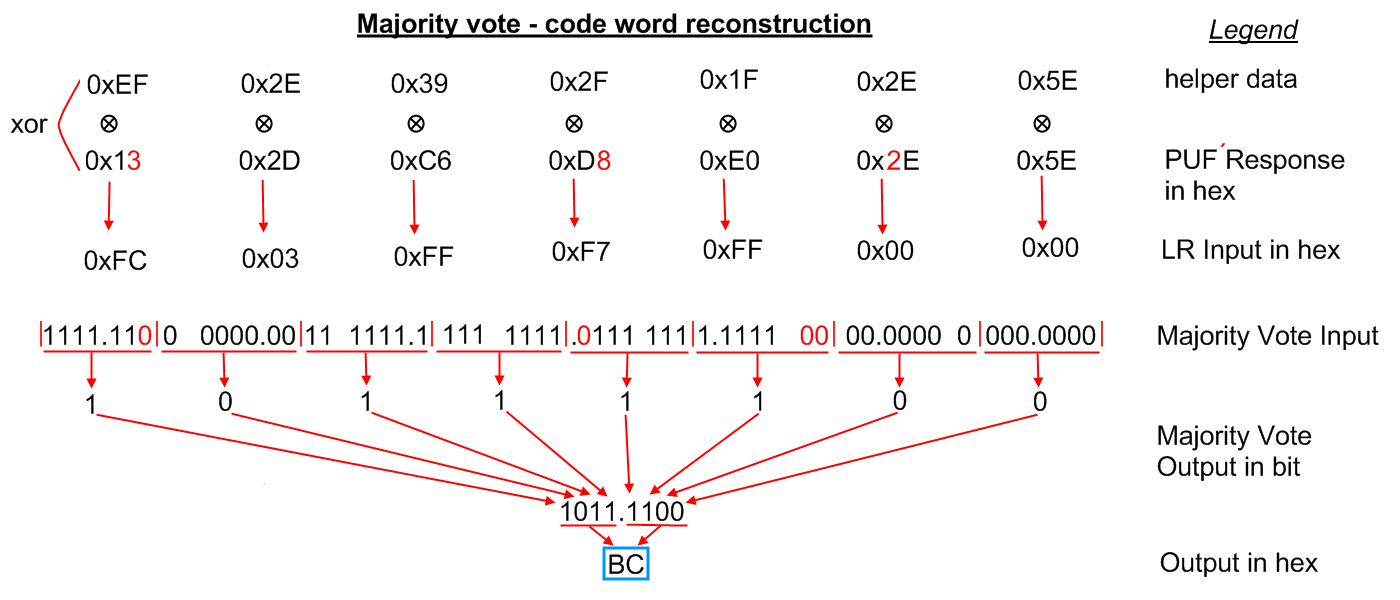 Majority vote - code word reconstruction
Legend
0xEF 0x2E 0x39 0x2F 0x1F 0x2E 0x5E helper data
xor ⊗ ⊗ ⊗ ⊗ ⊗ ⊗ ⊗
0x13 0x2D 0xC6 0xD8 0xE0 0x2E 0x5E PUF´Response
in hex
0xFC 0x03 0xFF 0xF7 0xFF 0x00 0x00 LR Input in hex
|1111.110|0 0000.00|11 1111.1|111 1111|.0111 111|1.1111 00|00.0000 0|000.0000| Majority Vote Input
1 0 1 1 1 1 0 0
Majority Vote
Output in bit
1011.1100
BC Output in hex